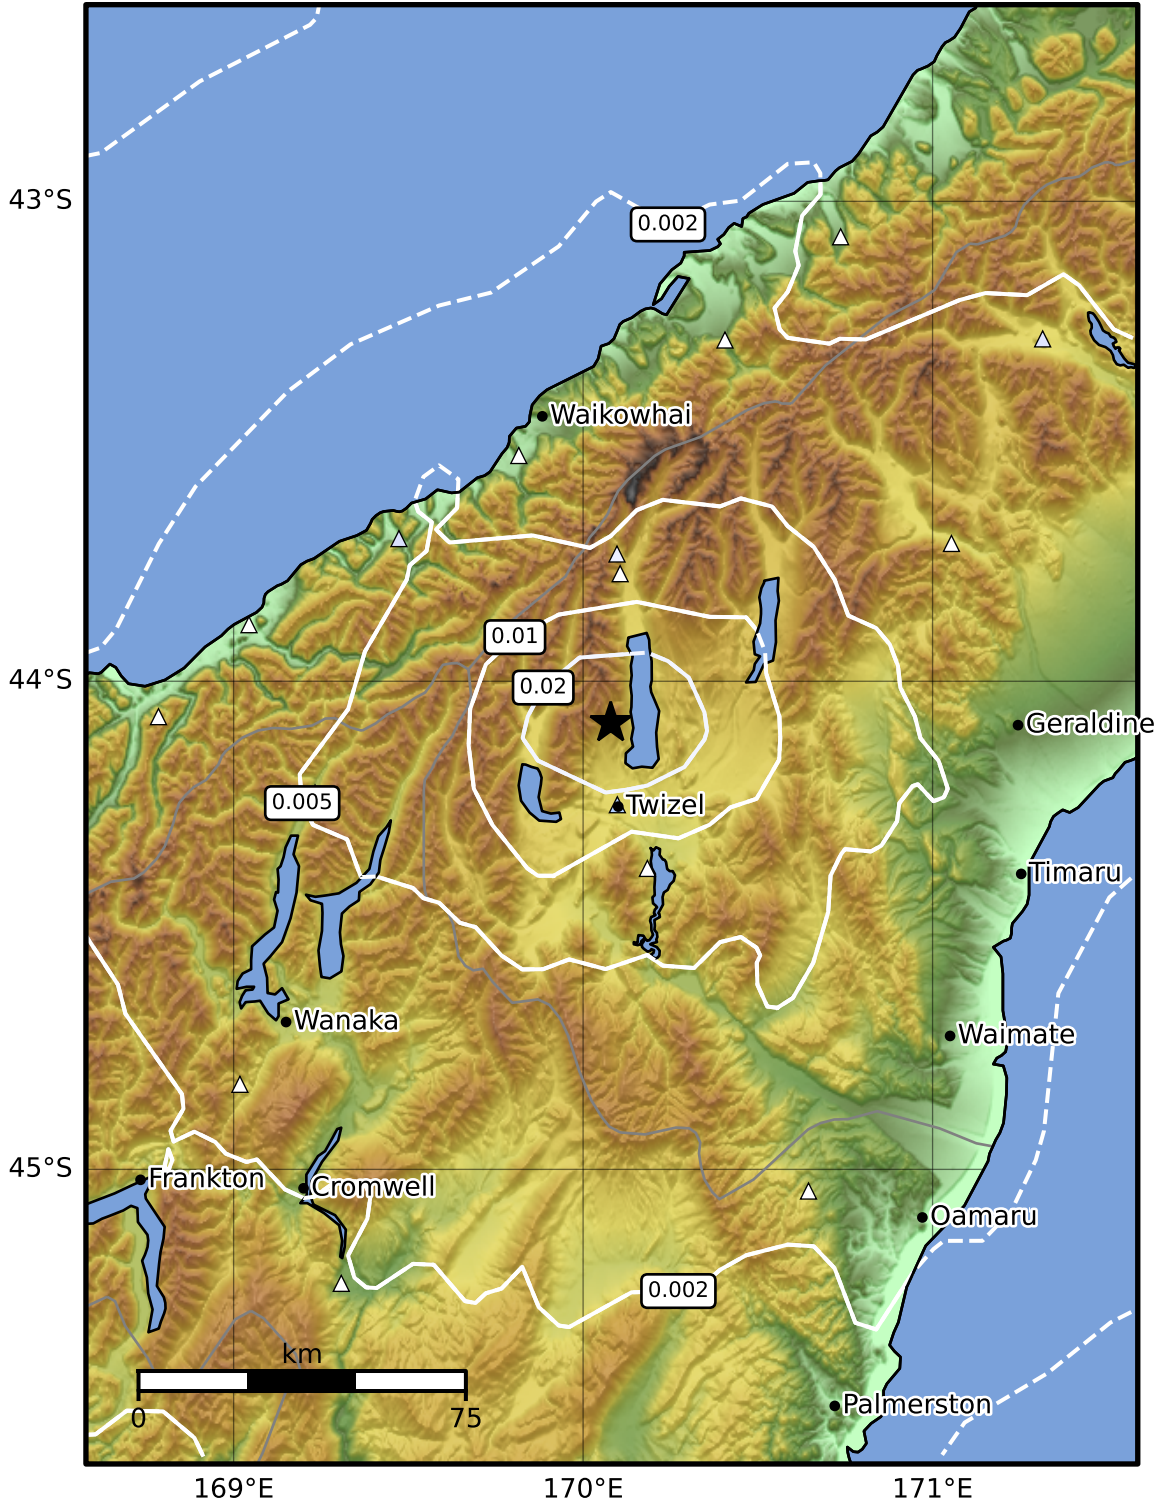 43°S
0.002
Waikowhai
0.01
44°S
0.02
Geraldine
0.005
Twizel
Timaru
Wanaka
Waimate
45°S
Frankton
Cromwell
Oamaru
0.002
km
0
75
Palmerston
169°E
170°E
171°E